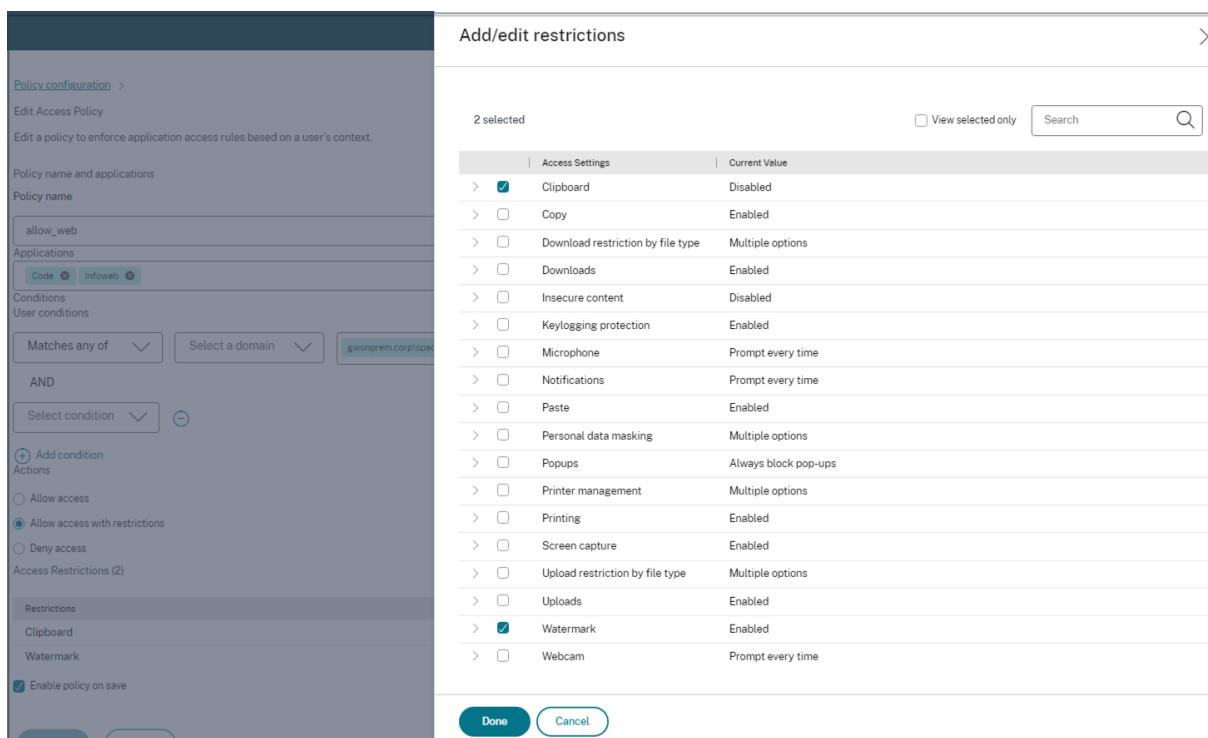 Policy configuration >
Edit Access Policy
Edit a policy to enforce application access rules based on a user's context.
Policy name and applications
Policy name
allow_web
Applications
Code Infoweb
Conditions
User conditions
Matches any of Select a domain
AND
Select condition
Add condition
Actions
Allow access
Allow access with restrictions
Deny access
Access Restrictions (2)
Restrictions
Clipboard
Watermark
Enable policy on save
Add/edit restrictions
2 selected View selected only Search
Access Settings Current Value
Clipboard Disabled
Copy Enabled
Download restriction by file type Multiple options
Downloads Enabled
Insecure content Disabled
Keylogging protection Enabled
Microphone Prompt every time
Notifications Prompt every time
Paste Enabled
Personal data masking Multiple options
Popups Always block pop-ups
Printer management Multiple options
Printing Enabled
Screen capture Enabled
Upload restriction by file type Multiple options
Uploads Enabled
Watermark Enabled
Webcam Prompt every time
Done Cancel